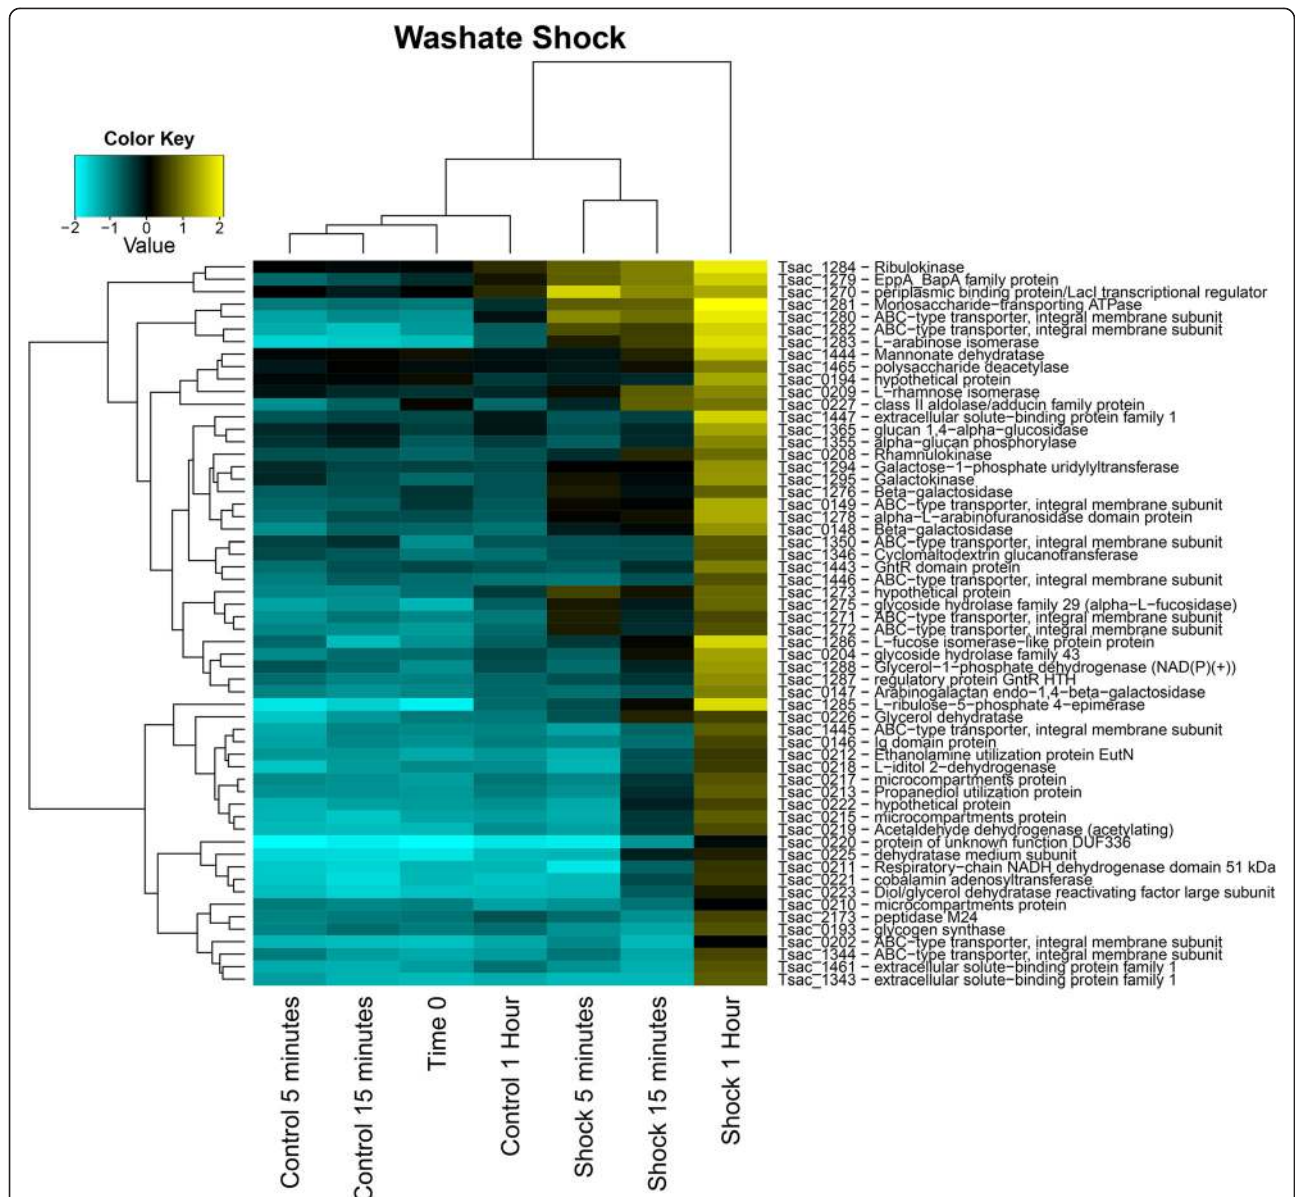 Washate Shock
Color Key
−2 −1 0 1 2
Value
Tsac_1284 − Ribulokinase
Tsac_1279 − EppA_BapA family protein
Tsac_1270 − periplasmic binding protein/LacI transcriptional regulator
Tsac_1281 − Monosaccharide−transporting ATPase
Tsac_1280 − ABC−type transporter, integral membrane subunit
Tsac_1282 − ABC−type transporter, integral membrane subunit
Tsac_1283 − L−arabinose isomerase
Tsac_1444 − Mannonate dehydratase
Tsac_1465 − polysaccharide deacetylase
Tsac_0194 − hypothetical protein
Tsac_0209 − L−rhamnose isomerase
Tsac_0227 − class II aldolase/adducin family protein
Tsac_1447 − extracellular solute−binding protein family 1
Tsac_1365 − glucan 1,4−alpha−glucosidase
Tsac_1355 − alpha−glucan phosphorylase
Tsac_0208 − Rhamnulokinase
Tsac_1294 − Galactose−1−phosphate uridylyltransferase
Tsac_1295 − Galactokinase
Tsac_1276 − Beta−galactosidase
Tsac_0149 − ABC−type transporter, integral membrane subunit
Tsac_1278 − alpha−L−arabinofuranosidase domain protein
Tsac_0148 − Beta−galactosidase
Tsac_1350 − ABC−type transporter, integral membrane subunit
Tsac_1346 − Cyclomaltodextrin glucanotransferase
Tsac_1443 − GntR domain protein
Tsac_1446 − ABC−type transporter, integral membrane subunit
Tsac_1273 − hypothetical protein
Tsac_1275 − glycoside hydrolase family 29 (alpha−L−fucosidase)
Tsac_1271 − ABC−type transporter, integral membrane subunit
Tsac_1272 − ABC−type transporter, integral membrane subunit
Tsac_1286 − L−fucose isomerase−like protein protein
Tsac_0204 − glycoside hydrolase family 43
Tsac_1288 − Glycerol−1−phosphate dehydrogenase (NAD(P)(+))
Tsac_1287 − regulatory protein GntR HTH
Tsac_0147 − Arabinogalactan endo−1,4−beta−galactosidase
Tsac_1285 − L−ribulose−5−phosphate 4−epimerase
Tsac_0226 − Glycerol dehydratase
Tsac_1445 − ABC−type transporter, integral membrane subunit
Tsac_0146 − Ig domain protein
Tsac_0212 − Ethanolamine utilization protein EutN
Tsac_0218 − L−iditol 2−dehydrogenase
Tsac_0217 − microcompartments protein
Tsac_0213 − Propanediol utilization protein
Tsac_0222 − hypothetical protein
Tsac_0215 − microcompartments protein
Tsac_0219 − Acetaldehyde dehydrogenase (acetylating)
Tsac_0220 − protein of unknown function DUF336
Tsac_0225 − dehydratase medium subunit
Tsac_0211 − Respiratory−chain NADH dehydrogenase domain 51 kDa
Tsac_0221 − cobalamin adenosyltransferase
Tsac_0223 − Diol/glycerol dehydratase reactivating factor large subunit
Tsac_0210 − microcompartments protein
Tsac_2173 − peptidase M24
Tsac_0193 − glycogen synthase
Tsac_0202 − ABC−type transporter, integral membrane subunit
Tsac_1344 − ABC−type transporter, integral membrane subunit
Tsac_1461 − extracellular solute−binding protein family 1
Tsac_1343 − extracellular solute−binding protein family 1
Control 5 minutes
Control 15 minutes
Time 0
Control 1 Hour
Shock 5 minutes
Shock 15 minutes
Shock 1 Hour